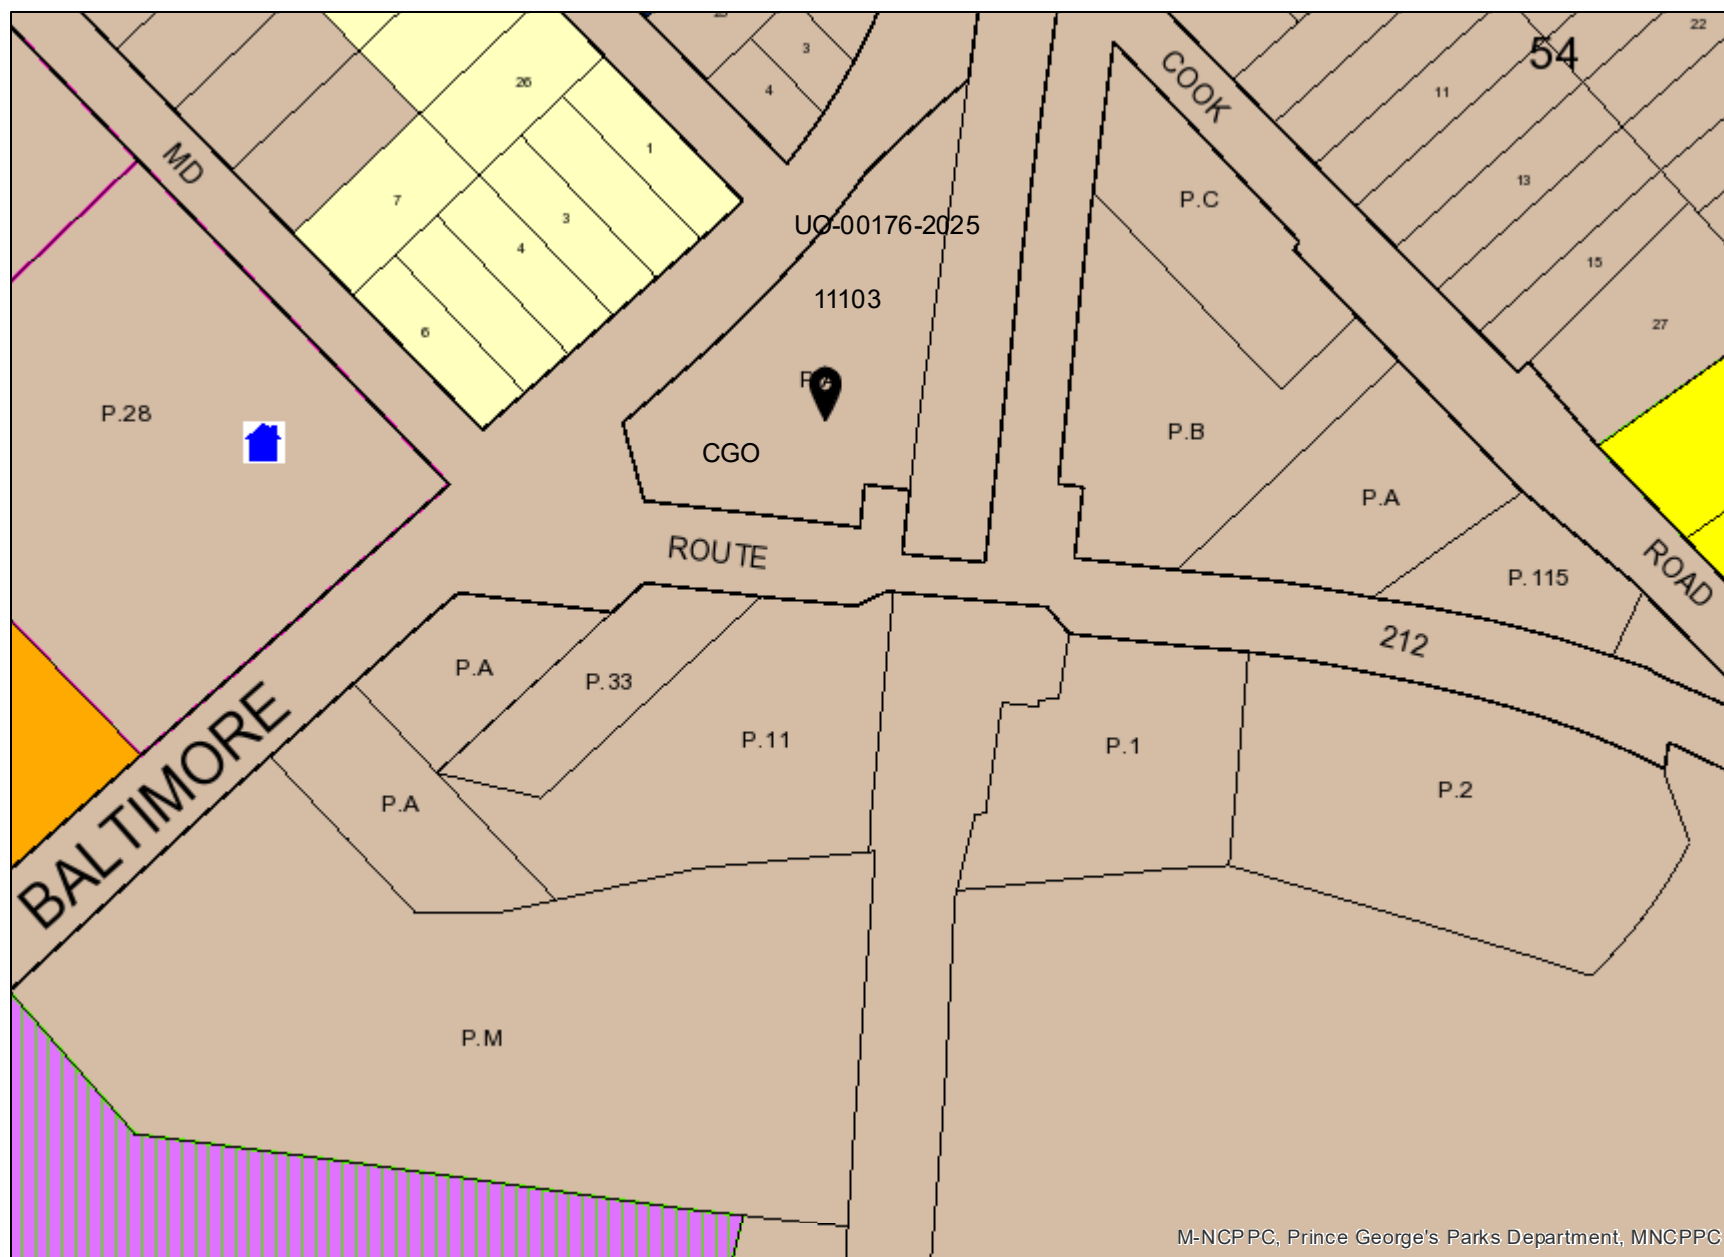 22
54
COOK
3
4
26
11
1
MD
13
7
P.C
3
UO-00176-2025
4
15
11103
27
6
P.28
P.B
CGO
P.A
ROUTE
P.115
ROAD
212
P.A
P.33
P.11
P.1
P.2
P.A
BALTIMORE
P.M
M-NCPPC, Prince George's Parks Department, MNCPPC